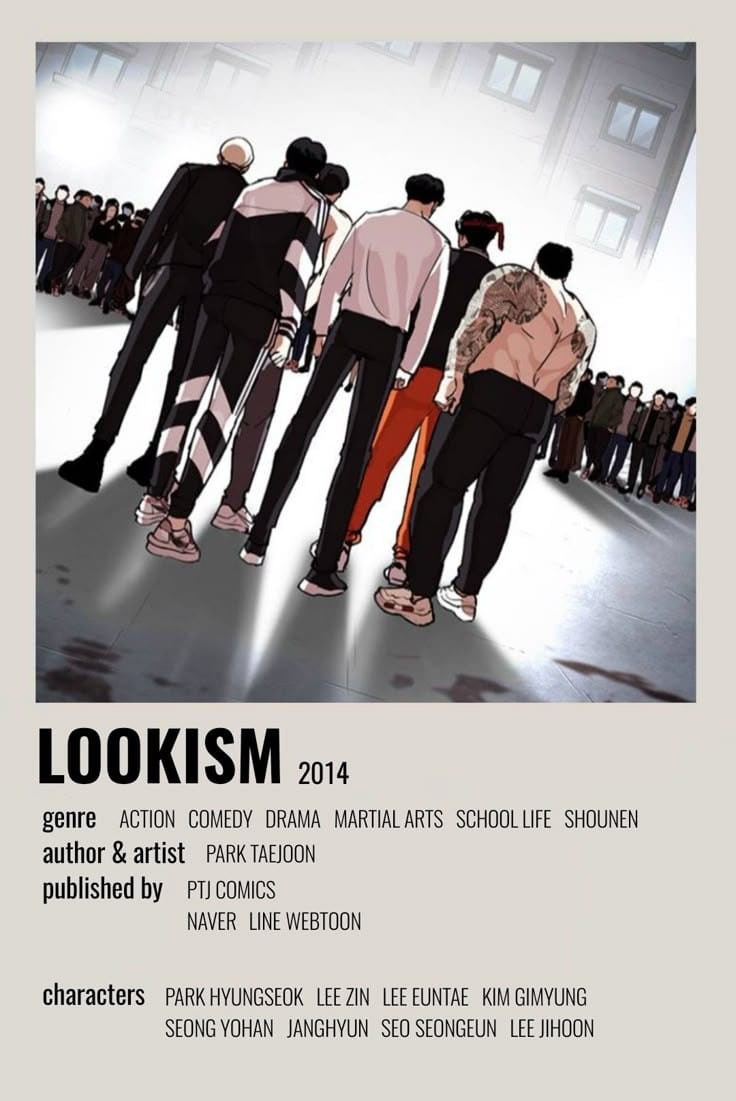 LOOKISM 2014
genre ACTION COMEDY DRAMA MARTIAL ARTS SCHOOL LIFE SHOUNEN
author & artist PARK TAEJOON
published by PTJ COMICS
NAVER LINE WEBTOON
characters PARK HYUNGSEOK LEE ZIN LEE EUNTAE KIM GIMYUNG
SEONG YOHAN JANGHYUN SEO SEONGEUN LEE JIHOON